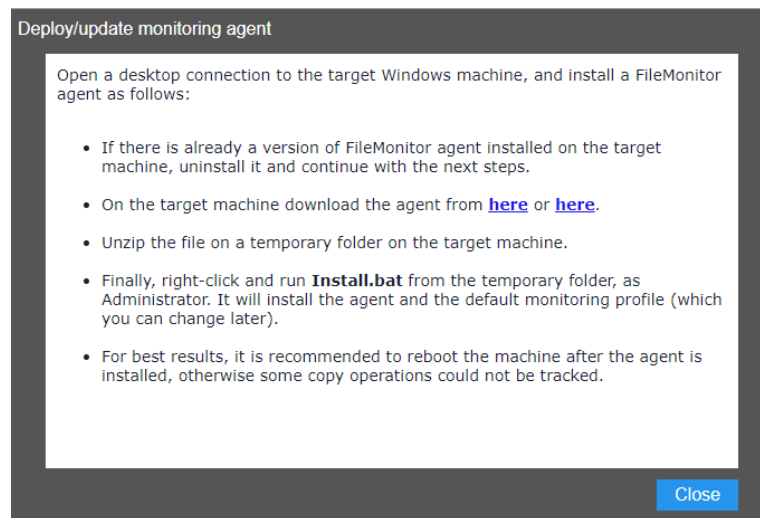 Deploy/update monitoring agent
Open a desktop connection to the target Windows machine, and install a FileMonitor
agent as follows:
• If there is already a version of FileMonitor agent installed on the target
machine, uninstall it and continue with the next steps.
• On the target machine download the agent from here or here.
• Unzip the file on a temporary folder on the target machine.
• Finally, right-click and run Install.bat from the temporary folder, as
Administrator. It will install the agent and the default monitoring profile (which
you can change later).
• For best results, it is recommended to reboot the machine after the agent is
installed, otherwise some copy operations could not be tracked.
Close